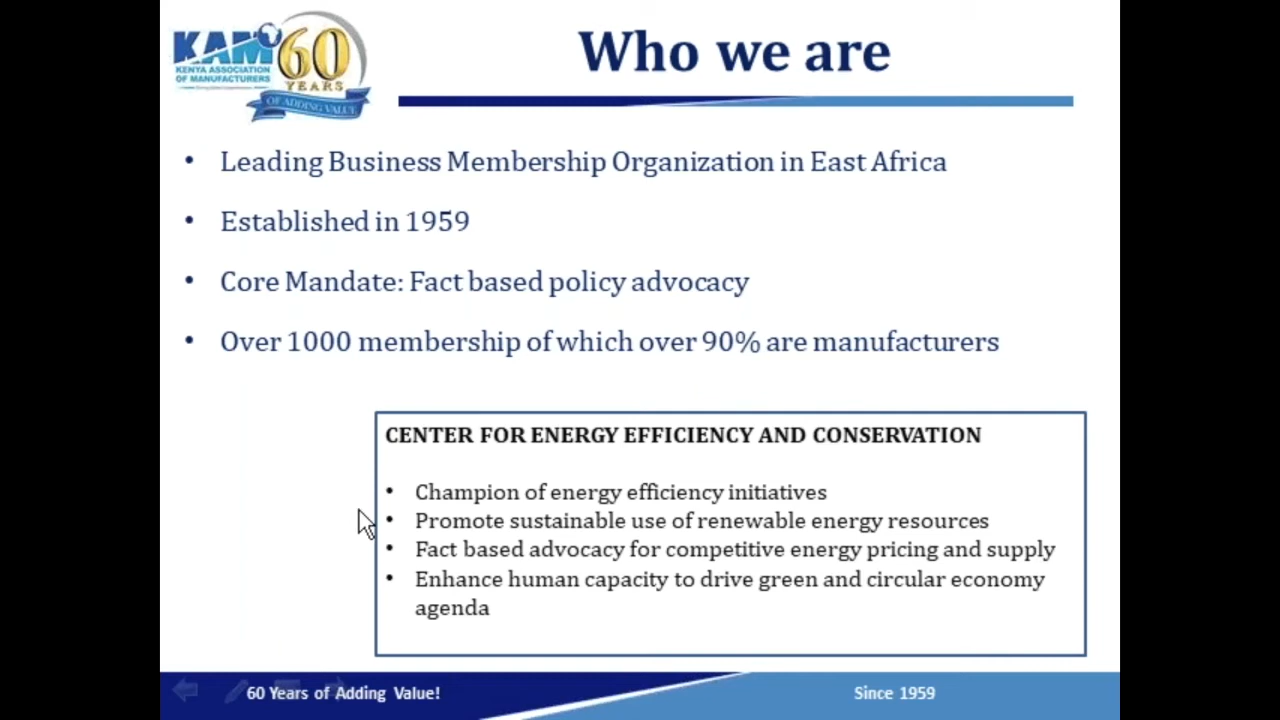 KAM 60
KENYA ASSOCIATION
OF MANUFACTURERS
YEARS
OF ADDING VALUE
Who we are
• Leading Business Membership Organization in East Africa
• Established in 1959
• Core Mandate: Fact based policy advocacy
• Over 1000 membership of which over 90% are manufacturers
CENTER FOR ENERGY EFFICIENCY AND CONSERVATION
• Champion of energy efficiency initiatives
• Promote sustainable use of renewable energy resources
• Fact based advocacy for competitive energy pricing and supply
• Enhance human capacity to drive green and circular economy
agenda
60 Years of Adding Value!
Since 1959